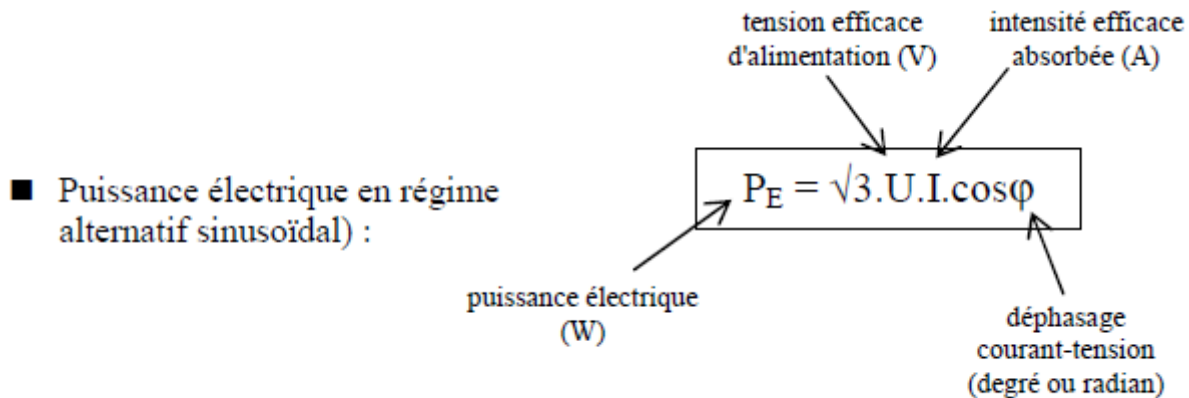 tension efficace
d'alimentation (V)
intensité efficace
absorbée (A)
■ Puissance électrique en régime
alternatif sinusoïdal) :
P_E = √3.U.I.cosφ
puissance électrique
(W)
déphasage
courant-tension
(degré ou radian)